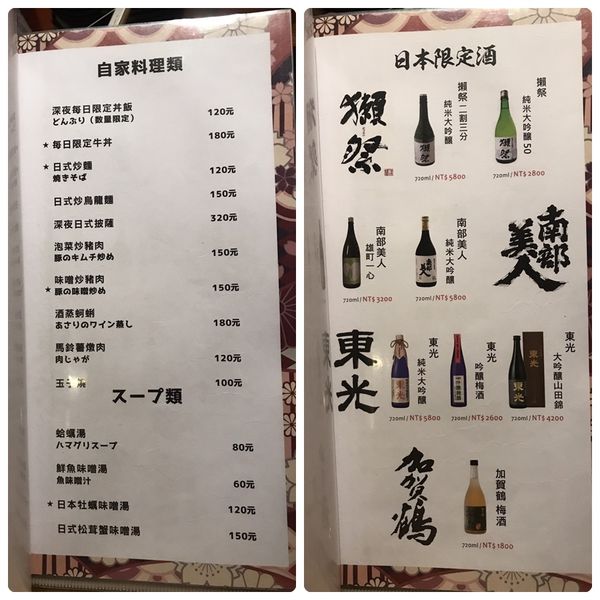 自家料理類
深夜每日限定丼飯
どんぶり（数量限定） 120元
★ 每日限定牛丼 180元
★ 日式炒麵 150元
焼きそば
日式炒烏龍麵 150元
深夜日式披薩 320元
泡菜炒豬肉
豚のキムチ炒め 150元
味噌炒豬肉
★ 豚の味噌炒め 150元
酒蒸蚵蜊
あさりのワイン蒸し 180元
馬鈴薯燉肉
肉じゃが 120元
玉子燒 100元
スープ類
蛤蠣湯
ハマグリスープ 80元
鮮魚味噌湯
魚味噌汁 60元
★ 日本牡蠣味噌湯 120元
日式松茸蟹味噌湯 150元
日本限定酒
獺祭
獺祭 二割三分
純米大吟釀
720ml / NT$ 5800
獺祭
純米大吟釀 50
720ml / NT$ 2800
南部美人
雄町一心
720ml / NT$ 3200
南部美人
純米大吟釀
720ml / NT$ 5800
南部美人
東光
東光
純米大吟釀
720ml / NT$ 5800
東光
吟釀梅酒
720ml / NT$ 2600
東光
大吟釀山田錦
720ml / NT$ 4200
加賀鶴
加賀鶴 梅酒
720ml / NT$ 1800